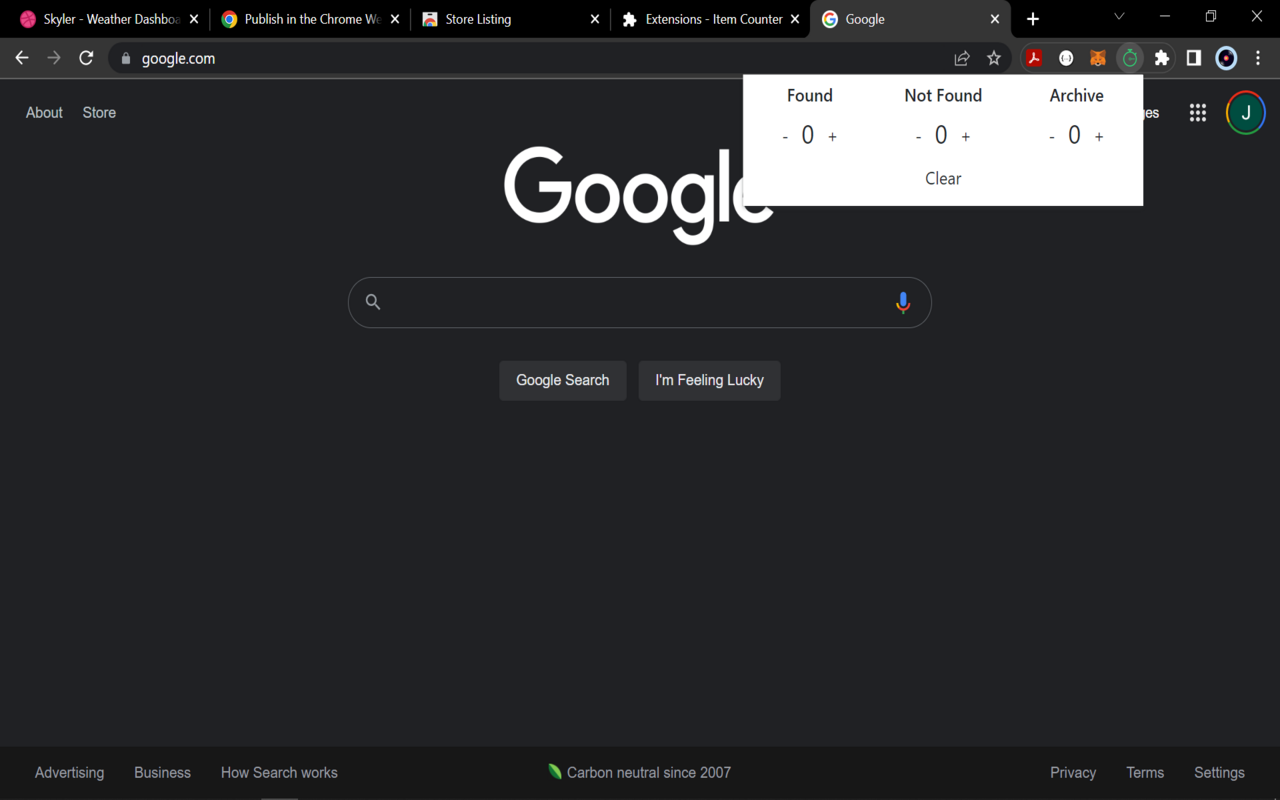 Skyler - Weather Dashboa
Publish in the Chrome We
Store Listing
Extensions - Item Counter
Google
google.com
About
Store
Found
Not Found
Archive
- 0 +
- 0 +
- 0 +
Clear
J
Google
Google Search
I'm Feeling Lucky
Advertising
Business
How Search works
Carbon neutral since 2007
Privacy
Terms
Settings